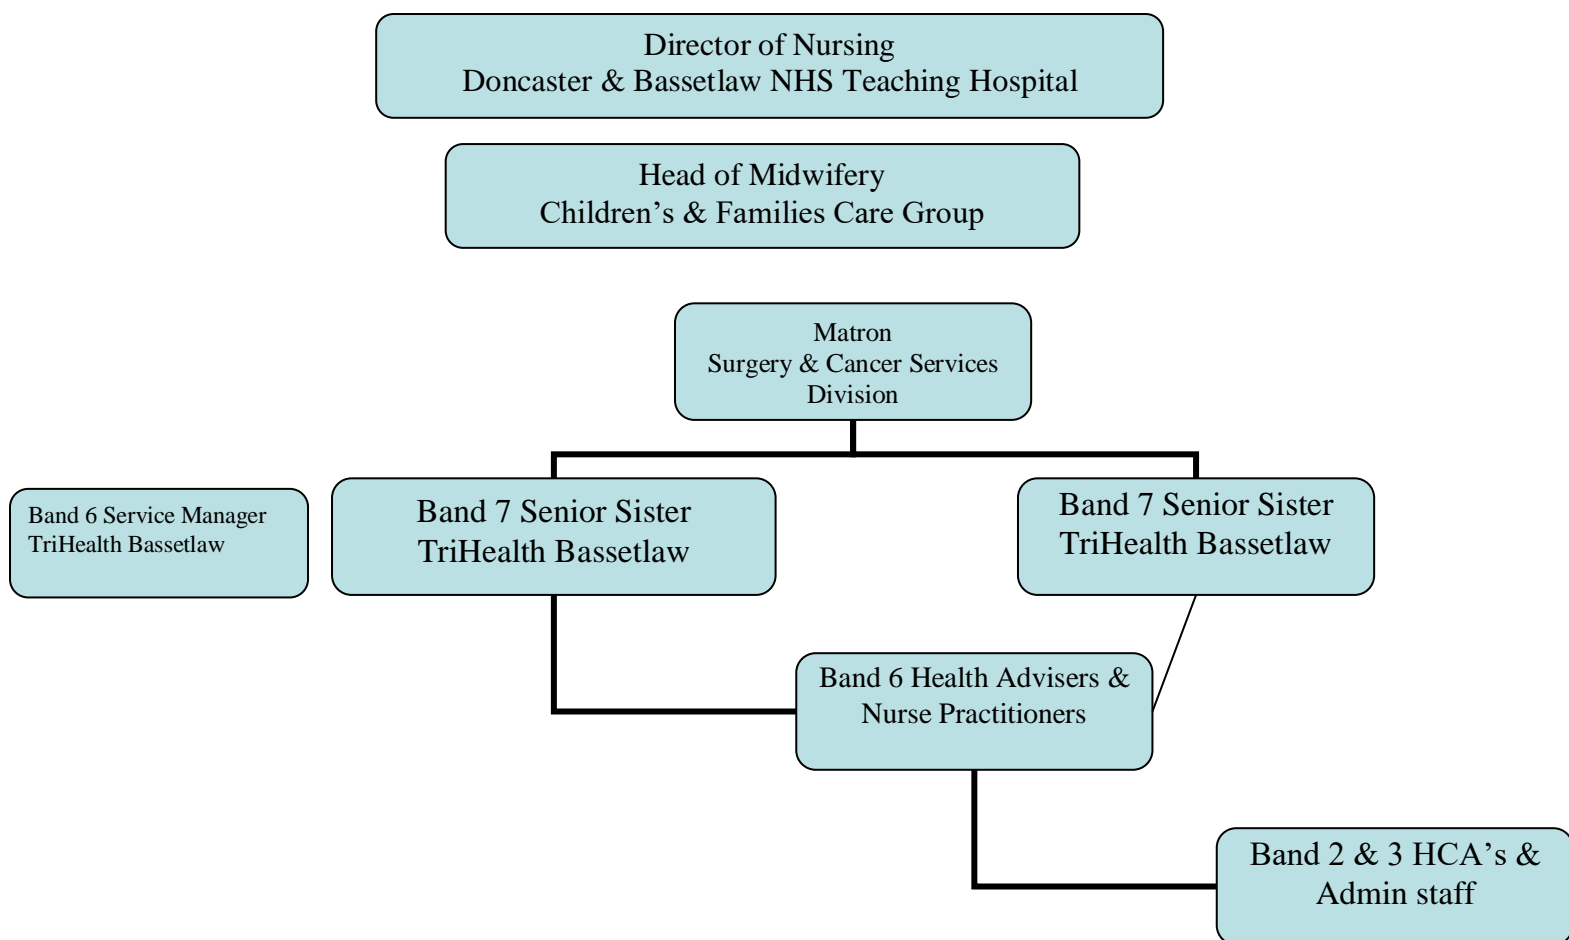 Director of Nursing
Doncaster & Bassetlaw NHS Teaching Hospital
Head of Midwifery
Children’s & Families Care Group
Matron
Surgery & Cancer Services
Division
Band 6 Service Manager
TriHealth Bassetlaw
Band 7 Senior Sister
TriHealth Bassetlaw
Band 7 Senior Sister
TriHealth Bassetlaw
Band 6 Health Advisers &
Nurse Practitioners
Band 2 & 3 HCA’s &
Admin staff